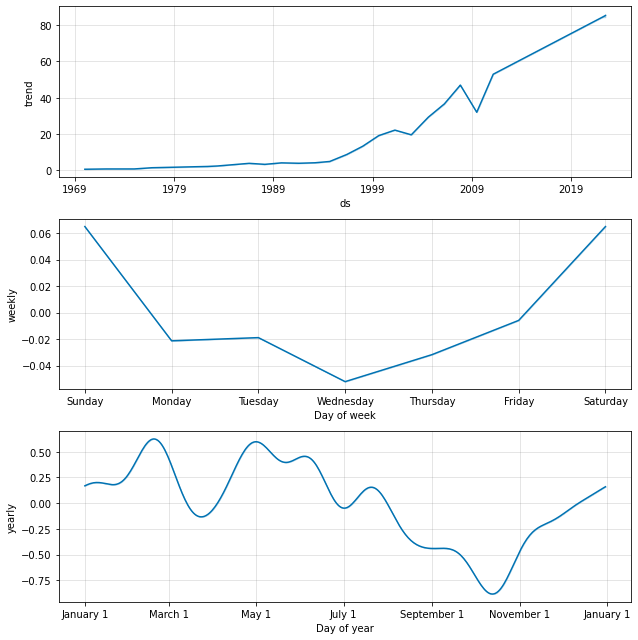 80
60
40
20
0
trend
1969 1979 1989 1999 2009 2019
ds
0.06
0.04
0.02
0.00
−0.02
−0.04
weekly
Sunday Monday Tuesday Wednesday Thursday Friday Saturday
Day of week
0.50
0.25
0.00
−0.25
−0.50
−0.75
yearly
January 1 March 1 May 1 July 1 September 1 November 1 January 1
Day of year